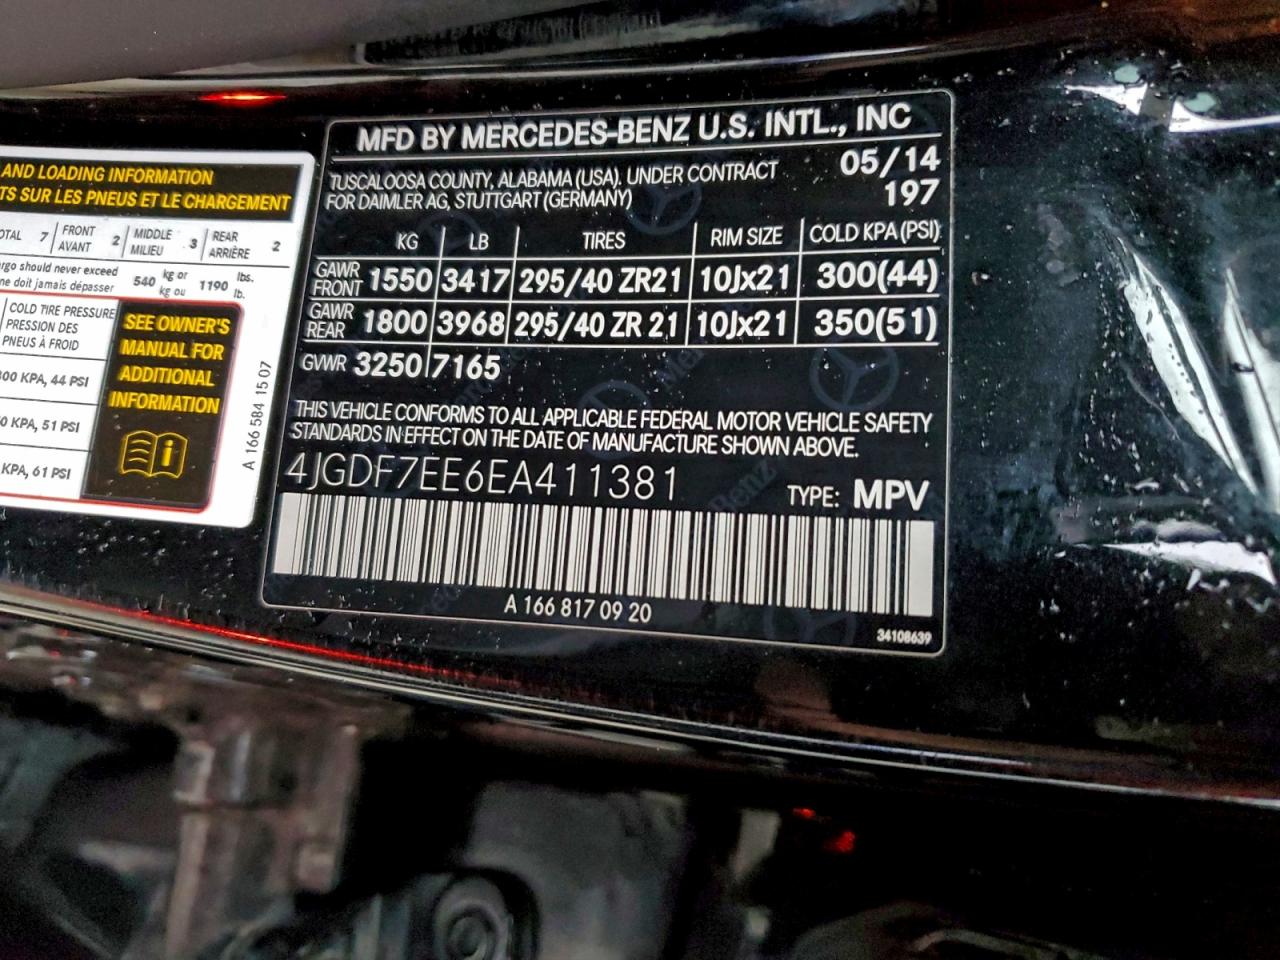 AND LOADING INFORMATION
TS SUR LES PNEUS ET LE CHARGEMENT
OTAL 7 FRONT AVANT 2 MIDDLE MILIEU 3 REAR ARRIÈRE 2
rgo should never exceed
ne doit jamais dépasser 540 kg or kg ou 1190 lbs. lb.
COLD TIRE PRESSURE
PRESSION DES
PNEUS À FROID
300 KPA, 44 PSI
0 KPA, 51 PSI
KPA, 61 PSI
SEE OWNER'S
MANUAL FOR
ADDITIONAL
INFORMATION
A 166 584 15 07
MFD BY MERCEDES-BENZ U.S. INTL., INC
TUSCALOOSA COUNTY, ALABAMA (USA), UNDER CONTRACT 05/14
FOR DAIMLER AG, STUTTGART (GERMANY) 197
KG LB TIRES RIM SIZE COLD KPA (PSI)
GAWR FRONT 1550 3417 295/40 ZR21 10Jx21 300(44)
GAWR REAR 1800 3968 295/40 ZR 21 10Jx21 350(51)
GVWR 3250 7165
THIS VEHICLE CONFORMS TO ALL APPLICABLE FEDERAL MOTOR VEHICLE SAFETY
STANDARDS IN EFFECT ON THE DATE OF MANUFACTURE SHOWN ABOVE.
4JGDF7EE6EA411381 TYPE: MPV
A 166 817 09 20
34108639